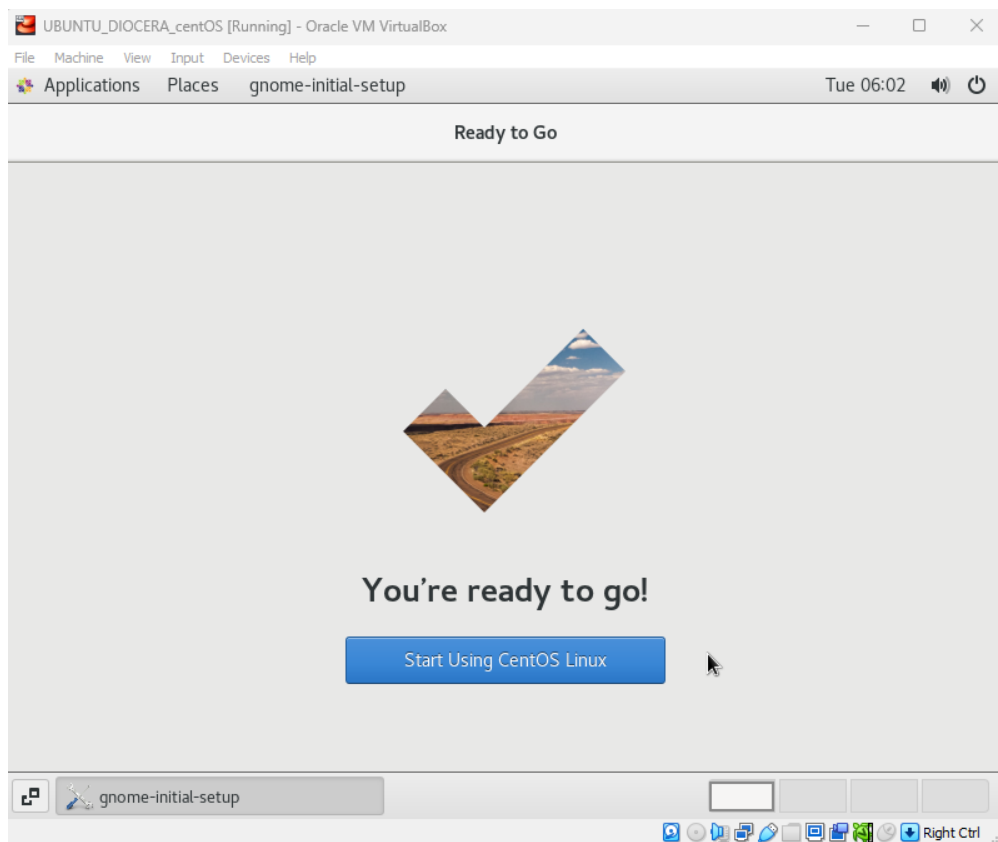 UBUNTU_DIOCERA_centOS [Running] - Oracle VM VirtualBox
File Machine View Input Devices Help
Applications Places gnome-initial-setup Tue 06:02
Ready to Go
You're ready to go!
Start Using CentOS Linux
gnome-initial-setup
Right Ctrl